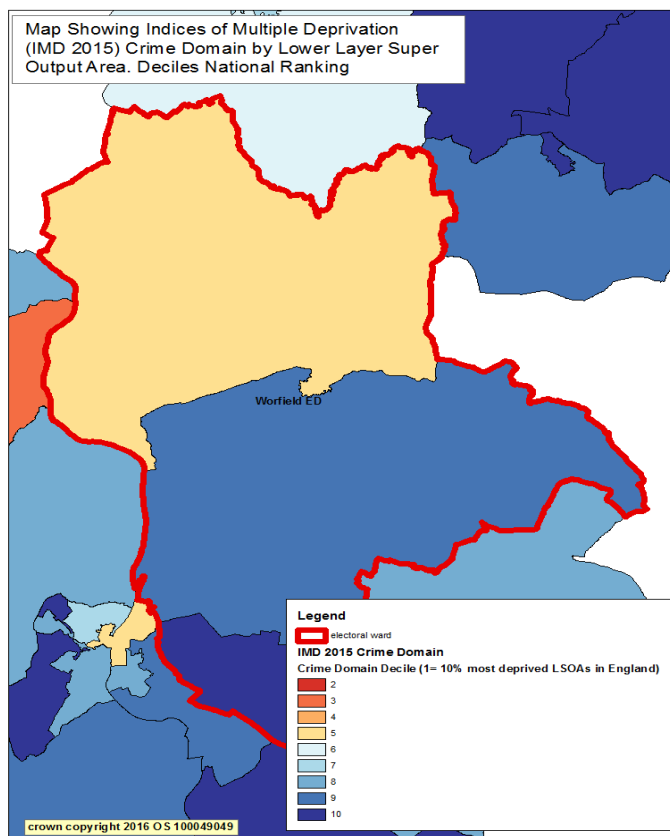 Map Showing Indices of Multiple Deprivation
(IMD 2015) Crime Domain by Lower Layer Super
Output Area. Deciles National Ranking
Worfield ED
Legend
electoral ward
IMD 2015 Crime Domain
Crime Domain Decile (1= 10% most deprived LSOAs in England)
2
3
4
5
6
7
8
9
10
crown copyright 2016 OS 100049049